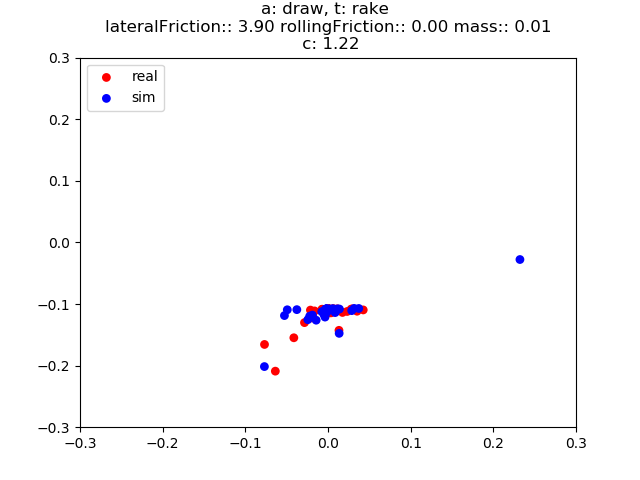 a: draw, t: rake
lateralFriction:: 3.90 rollingFriction:: 0.00 mass:: 0.01
c: 1.22
real
sim
0.3
0.2
0.1
0.0
−0.1
−0.2
−0.3
−0.3
−0.2
−0.1
0.0
0.1
0.2
0.3